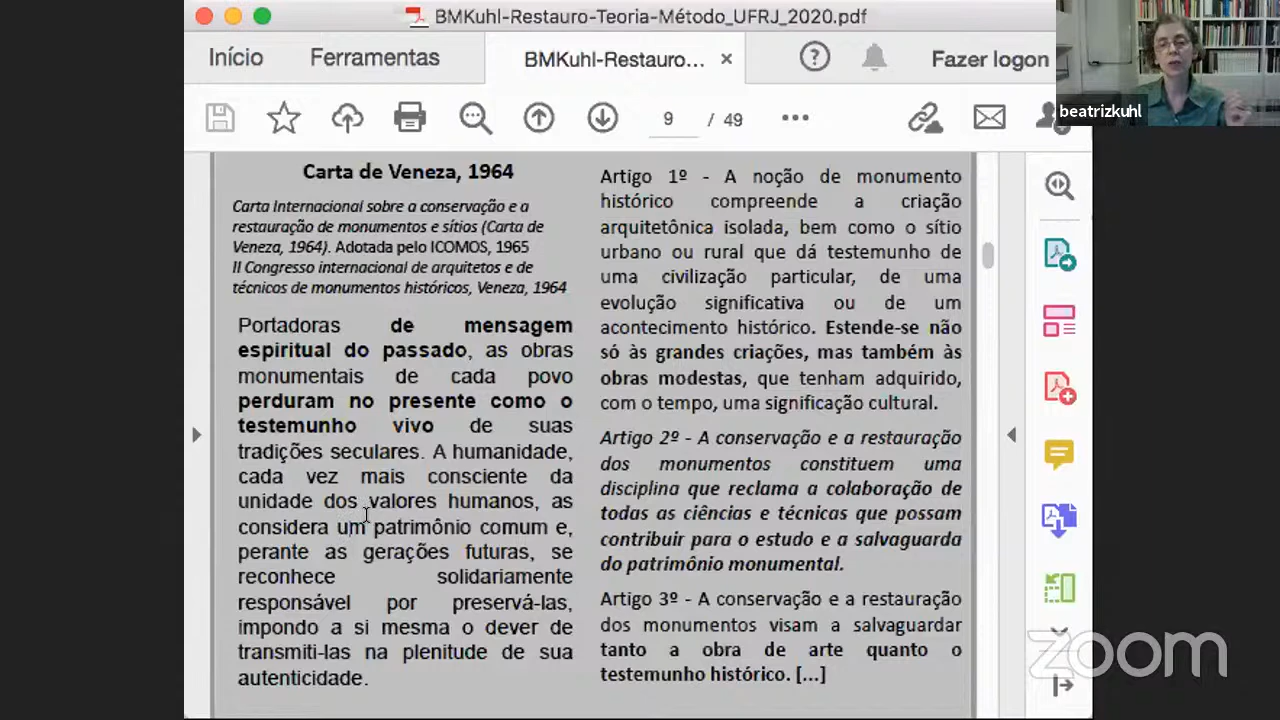 BMKuhl-Restauro-Teoria-Método_UFRJ_2020.pdf
Início
Ferramentas
BMKuhl-Restauro...
Fazer logon
9 / 49
beatrizkuhl
Carta de Veneza, 1964
Carta Internacional sobre a conservação e a
restauração de monumentos e sítios (Carta de
Veneza, 1964). Adotada pelo ICOMOS, 1965
II Congresso internacional de arquitetos e de
técnicos de monumentos históricos, Veneza, 1964
Portadoras de mensagem
espiritual do passado, as obras
monumentais de cada povo
perduram no presente como o
testemunho vivo de suas
tradições seculares. A humanidade,
cada vez mais consciente da
unidade dos valores humanos, as
considera um patrimônio comum e,
perante as gerações futuras, se
reconhece solidariamente
responsável por preservá-las,
impondo a si mesma o dever de
transmiti-las na plenitude de sua
autenticidade.
Artigo 1º - A noção de monumento
histórico compreende a criação
arquitetônica isolada, bem como o sítio
urbano ou rural que dá testemunho de
uma civilização particular, de uma
evolução significativa ou de um
acontecimento histórico. Estende-se não
só às grandes criações, mas também às
obras modestas, que tenham adquirido,
com o tempo, uma significação cultural.
Artigo 2º - A conservação e a restauração
dos monumentos constituem uma
disciplina que reclama a colaboração de
todas as ciências e técnicas que possam
contribuir para o estudo e a salvaguarda
do patrimônio monumental.
Artigo 3º - A conservação e a restauração
dos monumentos visam a salvaguardar
tanto a obra de arte quanto o
testemunho histórico. [...]
zoom